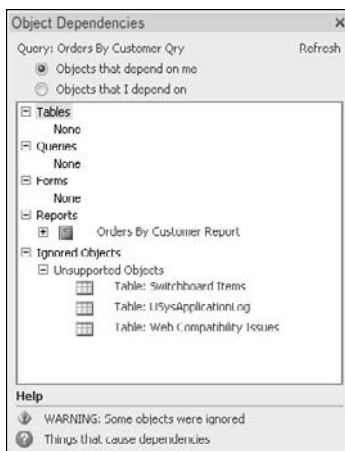 Object Dependencies
Query: Orders By Customer Qry Refresh
Objects that depend on me
Objects that I depend on
Tables
None
Queries
None
Forms
None
Reports
Orders By Customer Report
Ignored Objects
Unsupported Objects
Table: Switchboard Items
Table: USysApplicationLog
Table: Web Compatibility Issues
Help
WARNING: Some objects were ignored
Things that cause dependencies